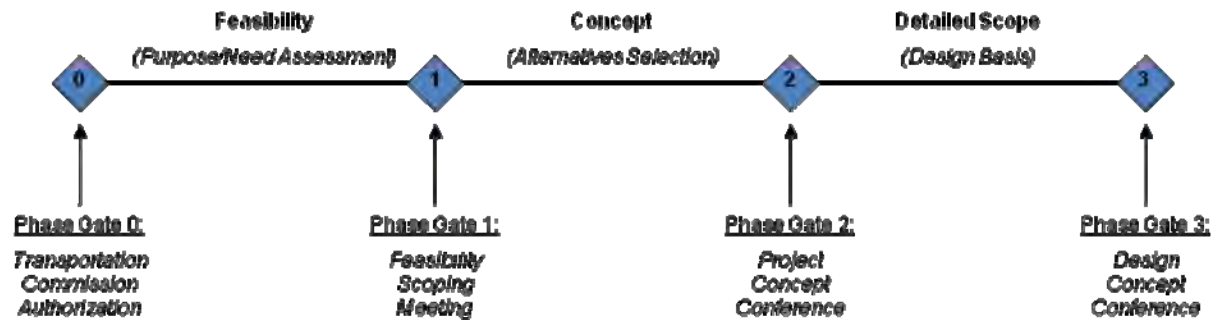 Feasibility
(Purpose/Need Assessment)
Concept
(Alternatives Selection)
Detailed Scope
(Design Basis)
0
1
2
3
Phase Gate 0:
Transportation
Commission
Authorization
Phase Gate 1:
Feasibility
Scoping
Meeting
Phase Gate 2:
Project
Concept
Conference
Phase Gate 3:
Design
Concept
Conference